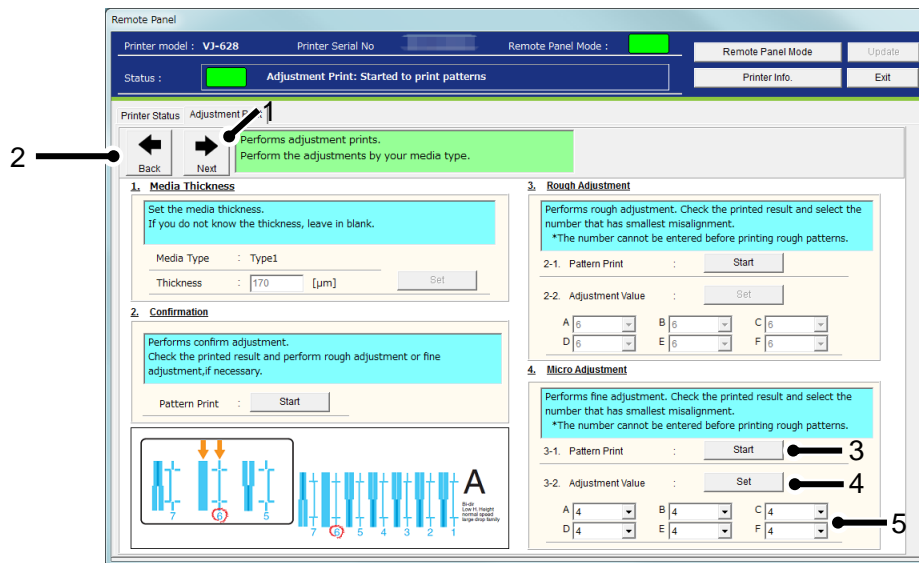 Remote Panel
Printer model : VJ-628 Printer Serial No Remote Panel Mode : Remote Panel Mode Update
Status : Adjustment Print: Started to print patterns Printer Info. Exit
Printer Status Adjustment P
1
2
Back Next
Performs adjustment prints.
Perform the adjustments by your media type.
1. Media Thickness
Set the media thickness.
If you do not know the thickness, leave in blank.
Media Type : Type1
Thickness : 170 [µm] Set
2. Confirmation
Performs confirm adjustment.
Check the printed result and perform rough adjustment or fine
adjustment,if necessary.
Pattern Print : Start
7 6 5
7 6 5 4 3 2 1
A
Bi-dir
Low H. Haight
normal speed
large drop family
3. Rough Adjustment
Performs rough adjustment. Check the printed result and select the
number that has smallest misalignment.
*The number cannot be entered before printing rough patterns.
2-1. Pattern Print : Start
2-2. Adjustment Value : Set
A 6 B 6 C 6
D 6 E 6 F 6
4. Micro Adjustment
Performs fine adjustment. Check the printed result and select the
number that has smallest misalignment.
*The number cannot be entered before printing rough patterns.
3-1. Pattern Print : Start 3
3-2. Adjustment Value : Set 4
A 4 B 4 C 4
D 4 E 4 F 4
5